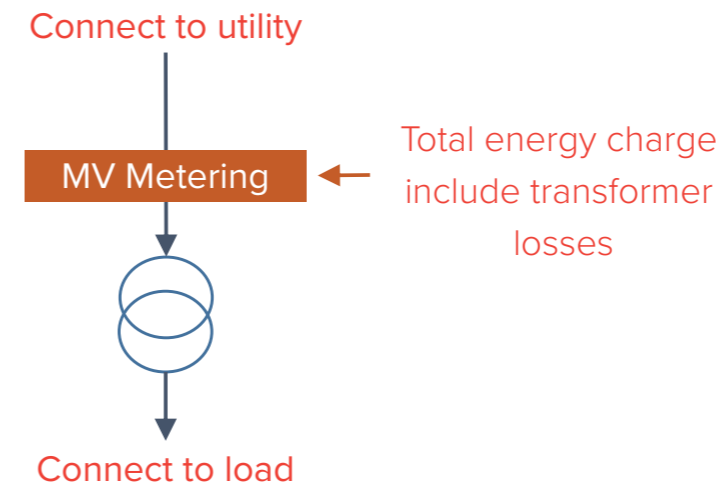 Connect to utility
MV Metering
Total energy charge
include transformer
losses
Connect to load